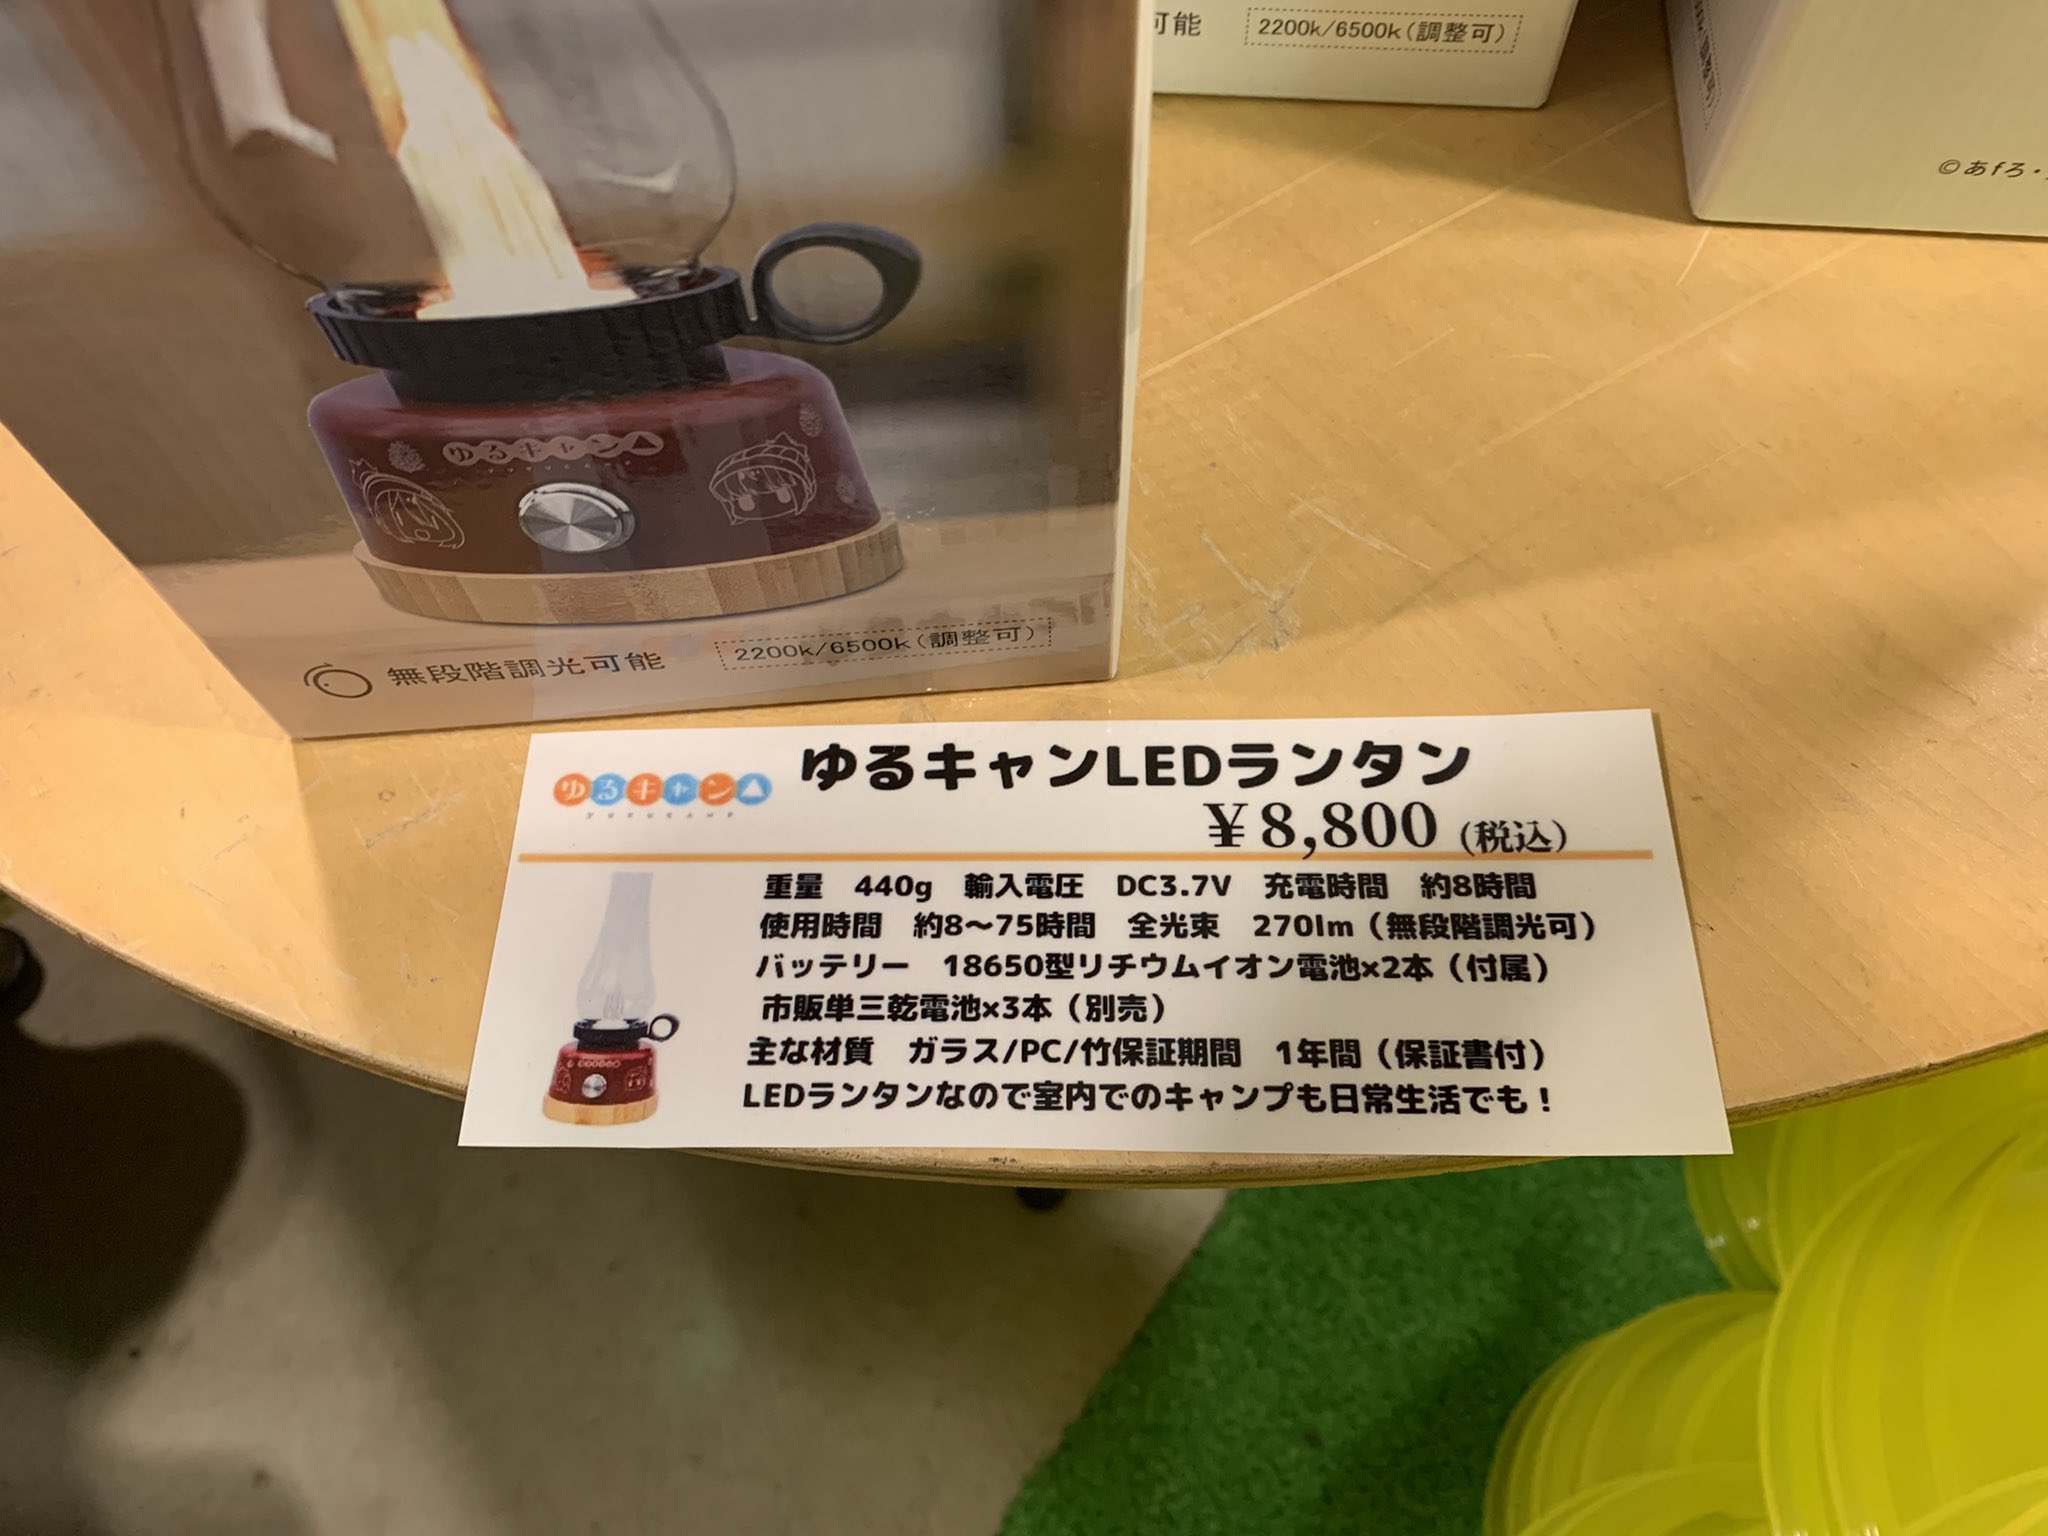 可能
2200k/6500k(調整可)
©あfろ・
ゆるキャン△
無段階調光可能
2200k/6500k(調整可)
ゆるキャン△
YURUCAMP
ゆるキャンLEDランタン
￥8,800 (税込)
重量　440g　輸入電圧　DC3.7V　充電時間　約8時間
使用時間　約8〜75時間　全光束　270lm（無段階調光可）
バッテリー　18650型リチウムイオン電池×2本（付属）
市販単三乾電池×3本（別売）
主な材質　ガラス/PC/竹保証期間　1年間（保証書付）
LEDランタンなので室内でのキャンプも日常生活でも！